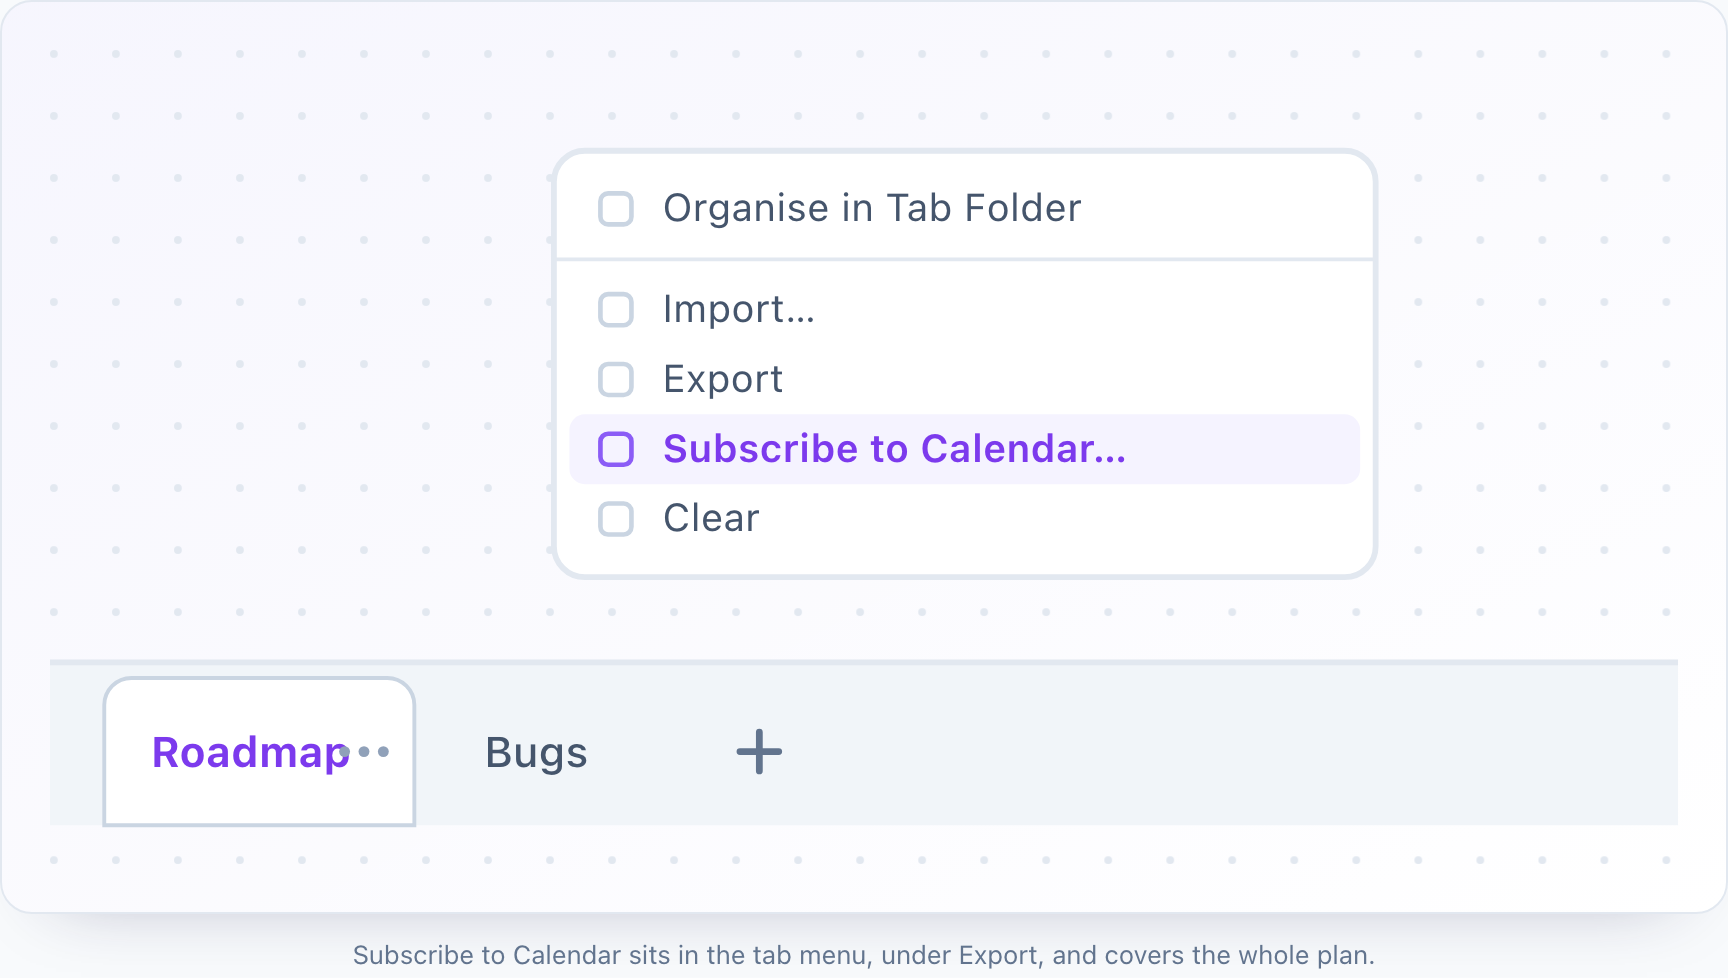 Organise in Tab Folder
Import...
Export
Subscribe to Calendar...
Clear
Roadmap
Bugs
Subscribe to Calendar sits in the tab menu, under Export, and covers the whole plan.